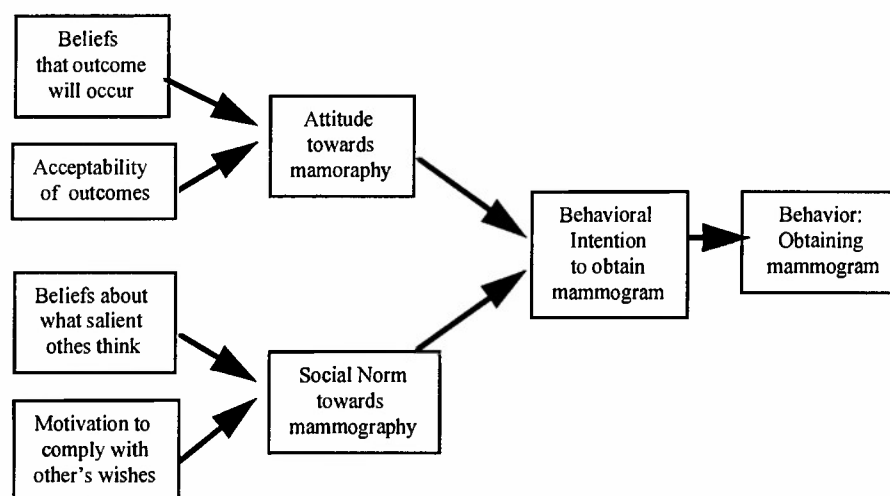 Beliefs
that outcome
will occur
Acceptability
of outcomes
Attitude
towards
mamoraphy
Beliefs about
what salient
othes think
Motivation to
comply with
other's wishes
Social Norm
towards
mammography
Behavioral
Intention
to obtain
mammogram
Behavior:
Obtaining
mammogram